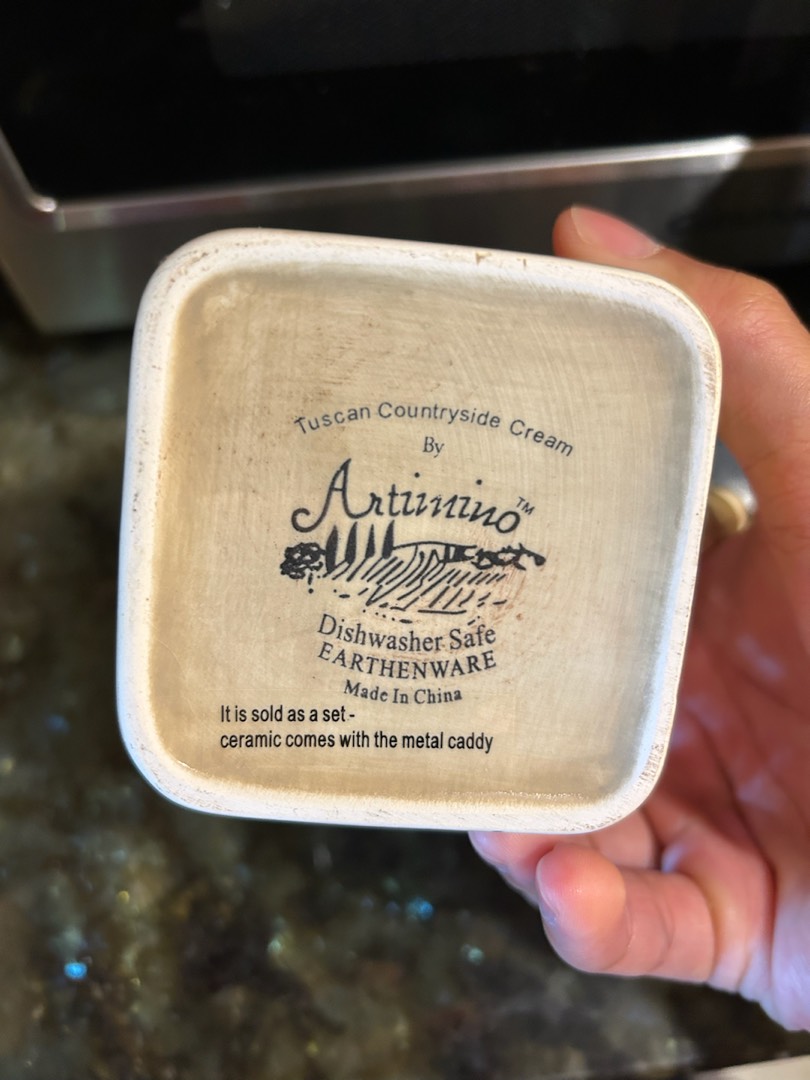 Tuscan Countryside Cream
By
Artimino™
Dishwasher Safe
EARTHENWARE
Made In China
It is sold as a set -
ceramic comes with the metal caddy